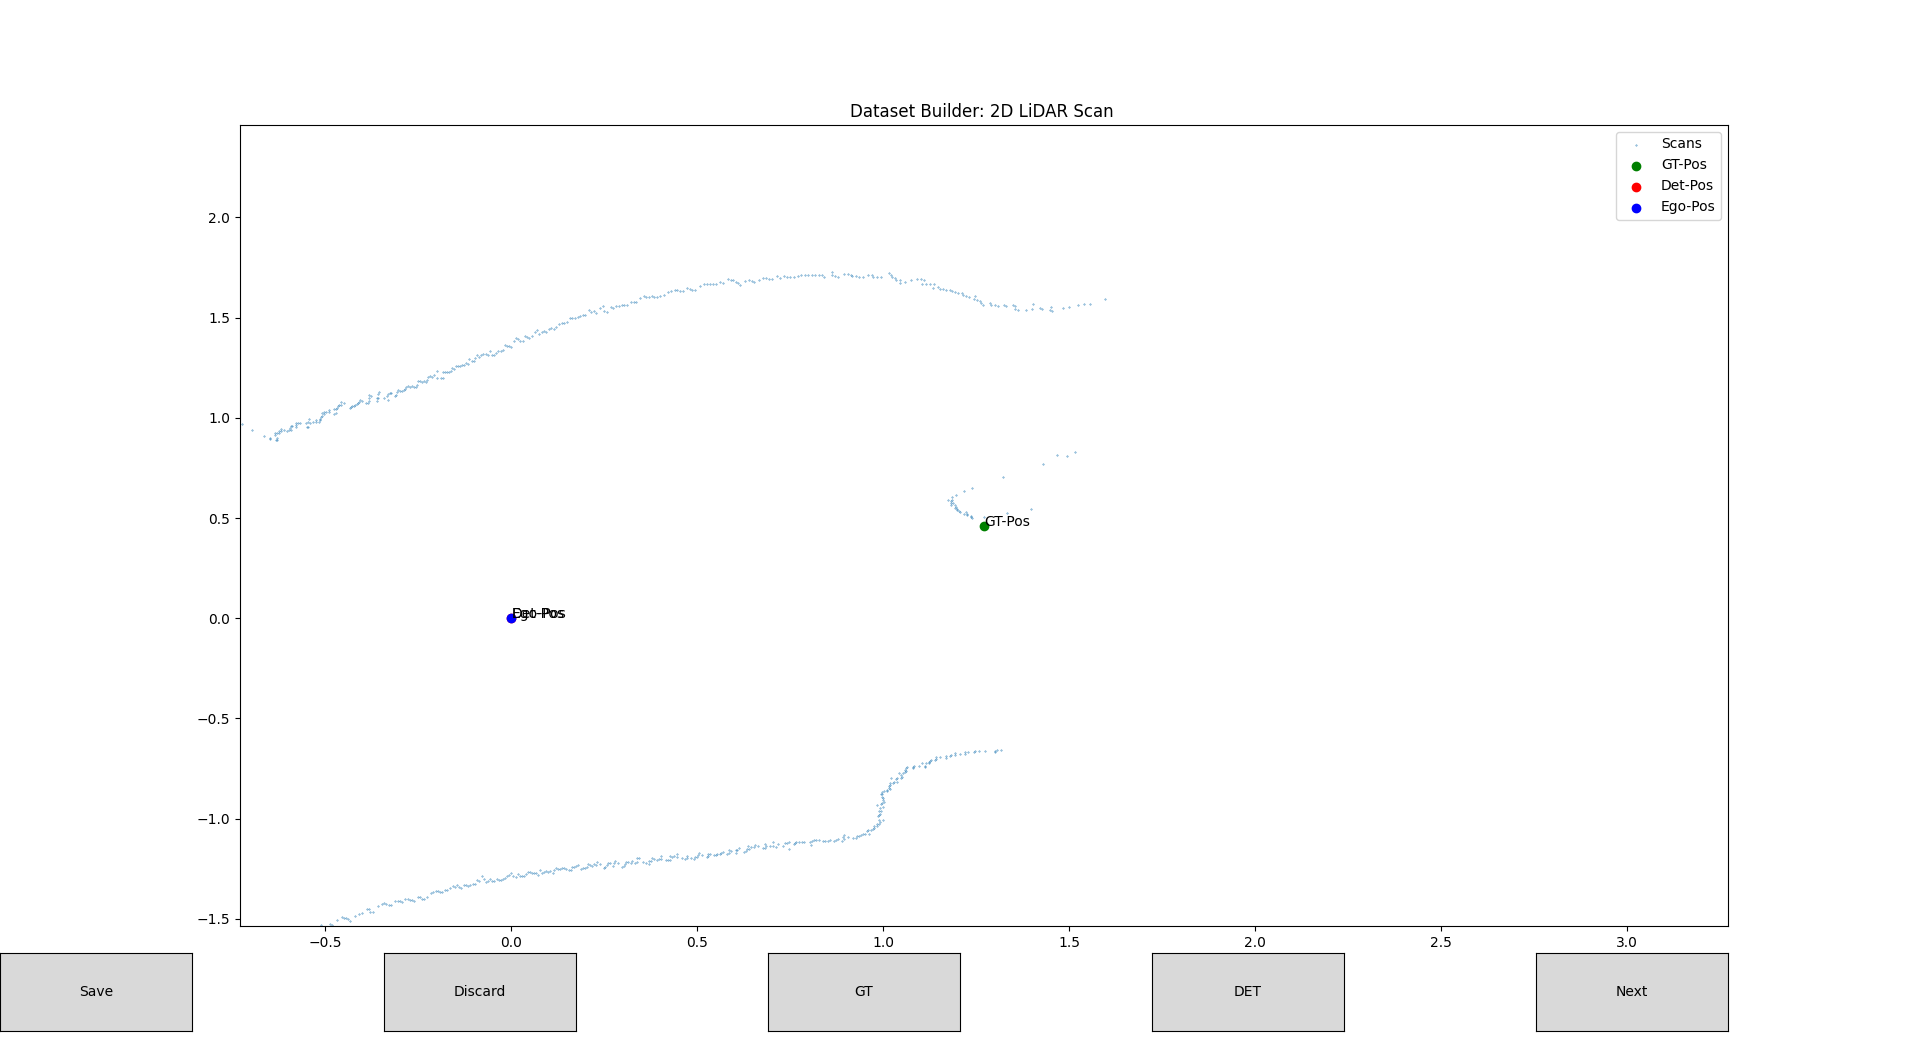 Dataset Builder: 2D LiDAR Scan
Scans
GT-Pos
Det-Pos
Ego-Pos
2.0
1.5
1.0
0.5
0.0
−0.5
−1.0
−1.5
GT-Pos
−0.5 0.0 0.5 1.0 1.5 2.0 2.5 3.0
Save Discard GT DET Next